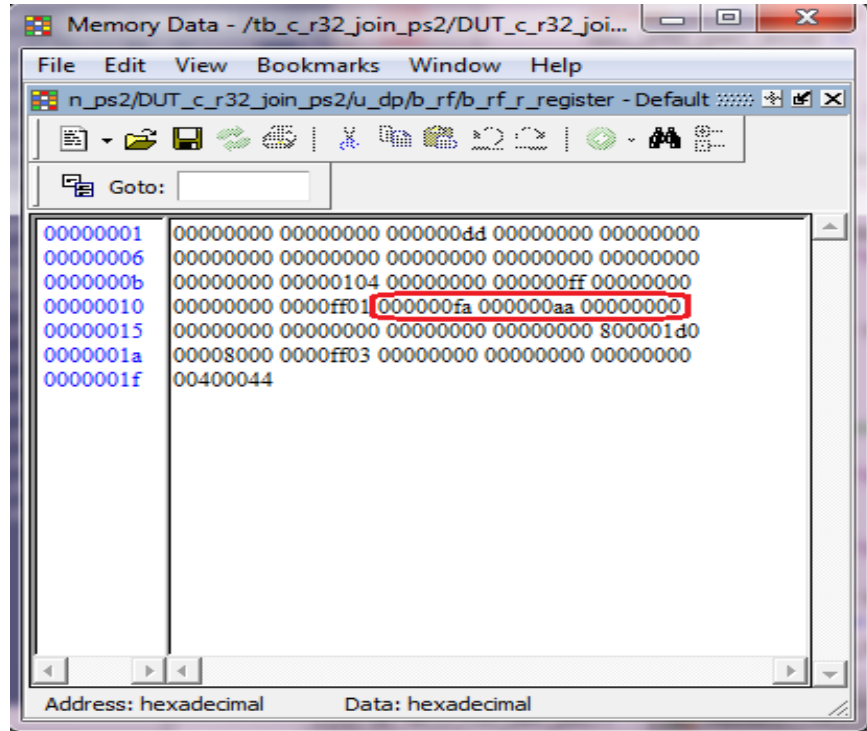 Memory Data - /tb_c_r32_join_ps2/DUT_c_r32_joi...
File Edit View Bookmarks Window Help
n_ps2/DUT_c_r32_join_ps2/u_dp/b_rf/b_rf_r_register - Default
Goto:
00000001 00000000 00000000 000000dd 00000000 00000000
00000006 00000000 00000000 00000000 00000000 00000000
0000000b 00000000 00000104 00000000 000000ff 00000000
00000010 00000000 0000ff01 000000fa 000000aa 00000000
00000015 00000000 00000000 00000000 00000000 800001d0
0000001a 00008000 0000ff03 00000000 00000000 00000000
0000001f 00400044
Address: hexadecimal Data: hexadecimal